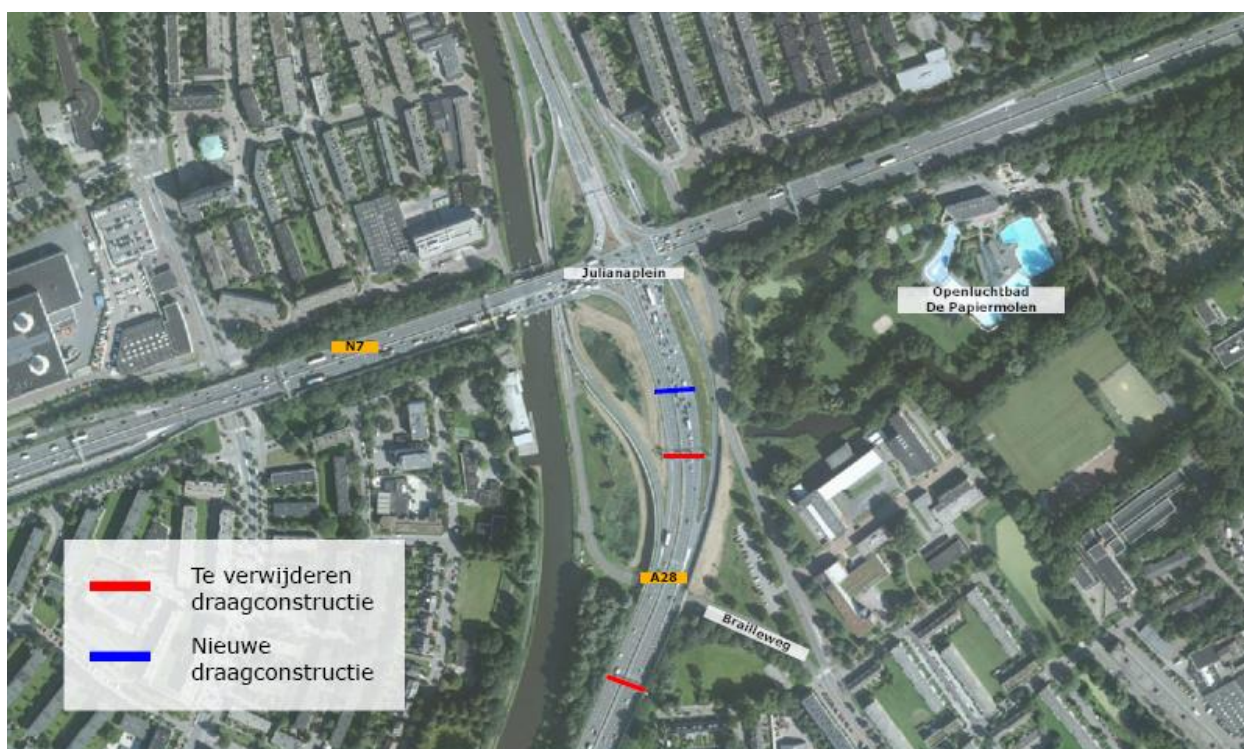 Julianaplein
Openluchtbad
De Papiermolen
N7
A28
Brailleweg
Te verwijderen
draagconstructie
Nieuwe
draagconstructie